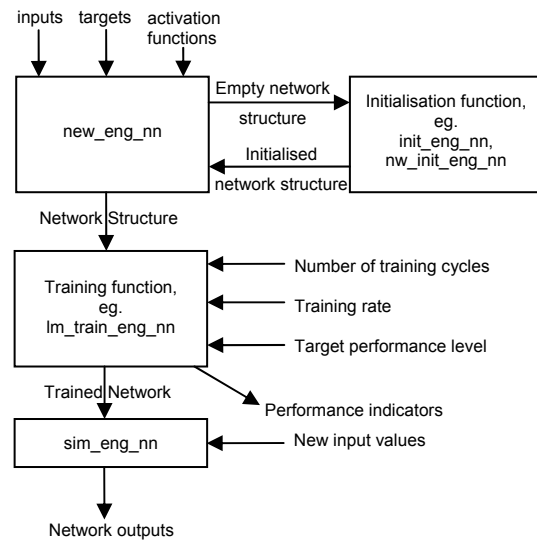 inputs
targets
activation
functions
new_eng_nn
Empty network
structure
Initialised
network structure
Initialisation function,
eg.
init_eng_nn,
nw_init_eng_nn
Network Structure
Training function,
eg.
lm_train_eng_nn
Number of training cycles
Training rate
Target performance level
Trained Network
Performance indicators
sim_eng_nn
New input values
Network outputs